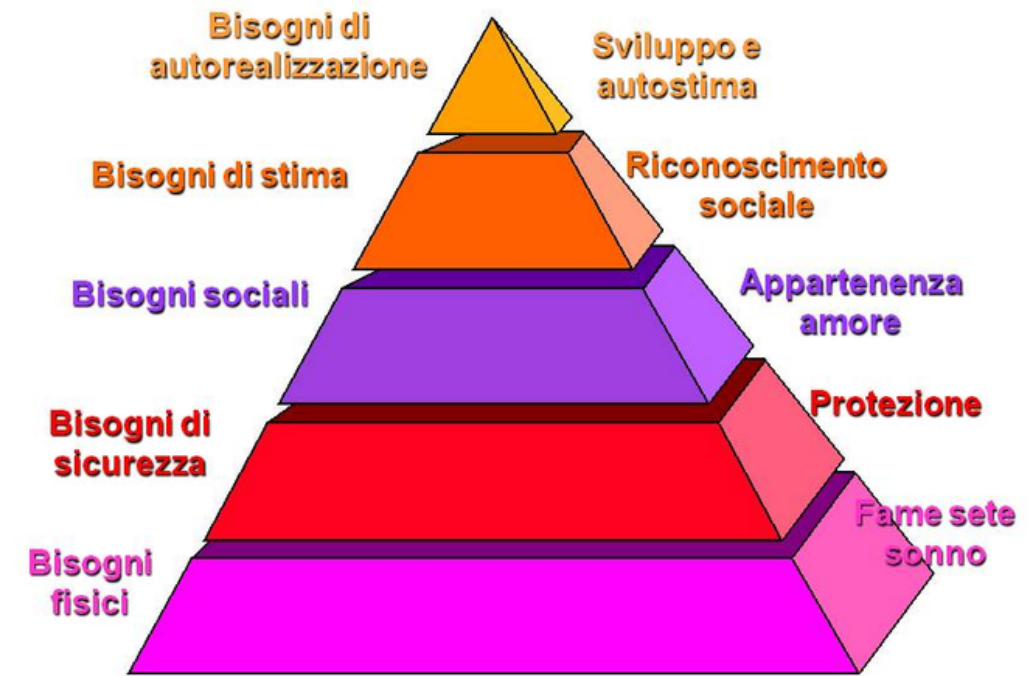 Bisogni di
autorealizzazione
Sviluppo e
autostima
Bisogni di stima
Riconoscimento
sociale
Bisogni sociali
Appartenenza
amore
Bisogni di
sicurezza
Protezione
Bisogni
fisici
Fame sete
sonno